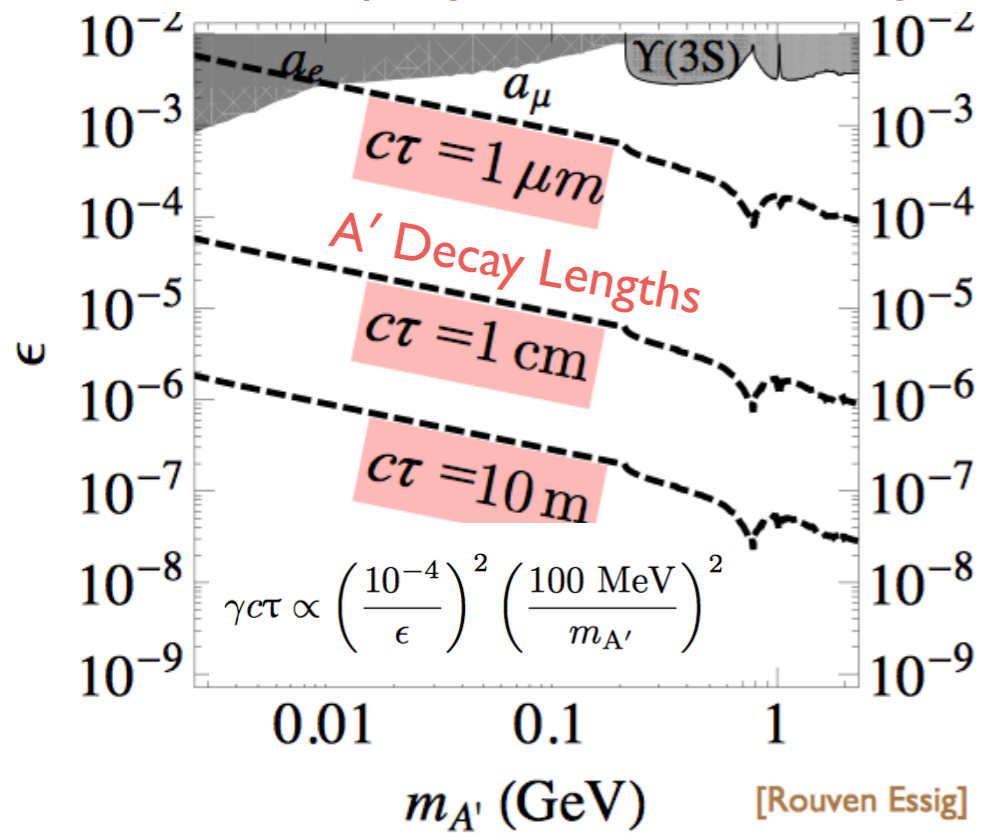 10⁻²
10⁻³
10⁻⁴
10⁻⁵
10⁻⁶
10⁻⁷
10⁻⁸
10⁻⁹
ϵ
a_e
a_μ
ϒ(3S)
cτ = 1 μm
A′ Decay Lengths
cτ = 1 cm
cτ = 10 m
γcτ ∝ (10⁻⁴/ϵ)² (100 MeV/m_A′)²
10⁻²
10⁻³
10⁻⁴
10⁻⁵
10⁻⁶
10⁻⁷
10⁻⁸
10⁻⁹
0.01 0.1 1
m_A′ (GeV)
[Rouven Essig]